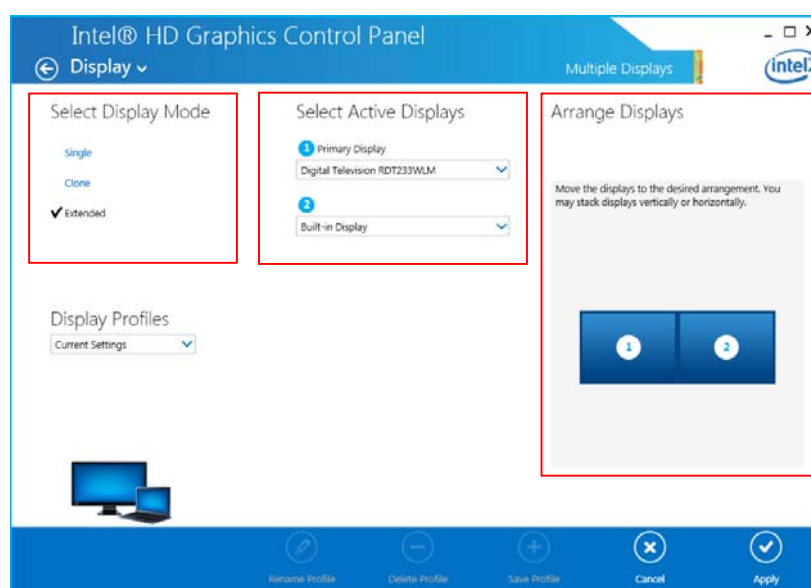 Intel® HD Graphics Control Panel
Display
Multiple Displays
intel
Select Display Mode
Single
Clone
Extended
Select Active Displays
1 Primary Display
Digital Television RDT233WLM
2
Built-in Display
Arrange Displays
Move the displays to the desired arrangement. You
may stack displays vertically or horizontally.
1
2
Display Profiles
Current Settings
Rename Profile
Delete Profile
Save Profile
Cancel
Apply